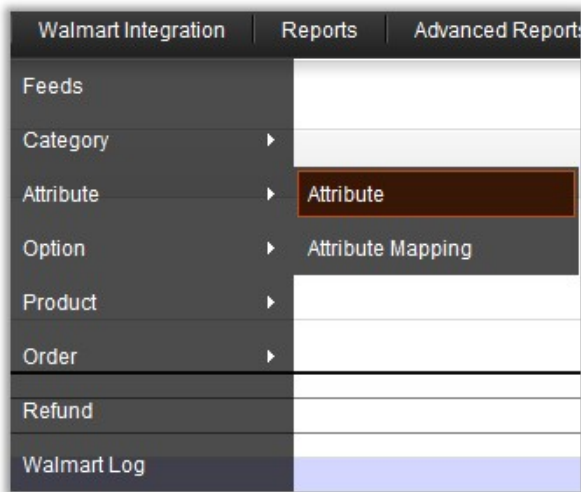 Walmart Integration Reports Advanced Reports
Feeds
Category
Attribute Attribute
Option Attribute Mapping
Product
Order
Refund
Walmart Log